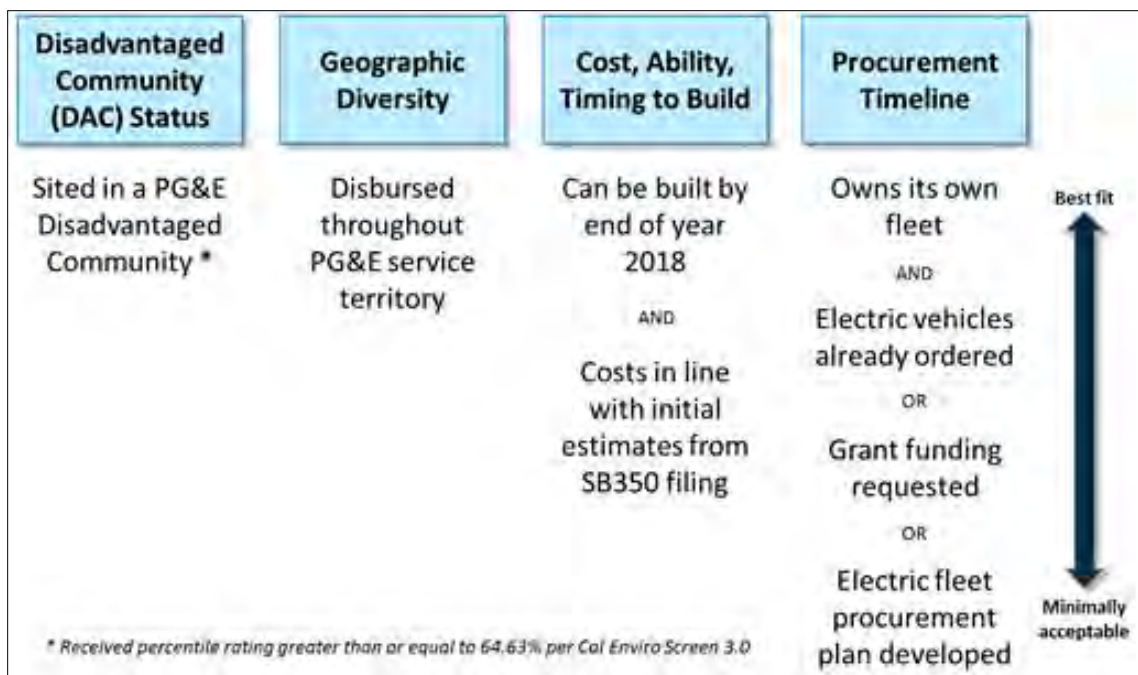 Disadvantaged
Community
(DAC) Status
Sited in a PG&E
Disadvantaged
Community *
Geographic
Diversity
Disbursed
throughout
PG&E service
territory
Cost, Ability,
Timing to Build
Can be built by
end of year
2018
AND
Costs in line
with initial
estimates from
SB350 filing
Procurement
Timeline
Owns its own
fleet
AND
Electric vehicles
already ordered
OR
Grant funding
requested
OR
Electric fleet
procurement
plan developed
Best fit
Minimally
acceptable
* Received percentile rating greater than or equal to 64.63% per Cal Enviro Screen 3.0